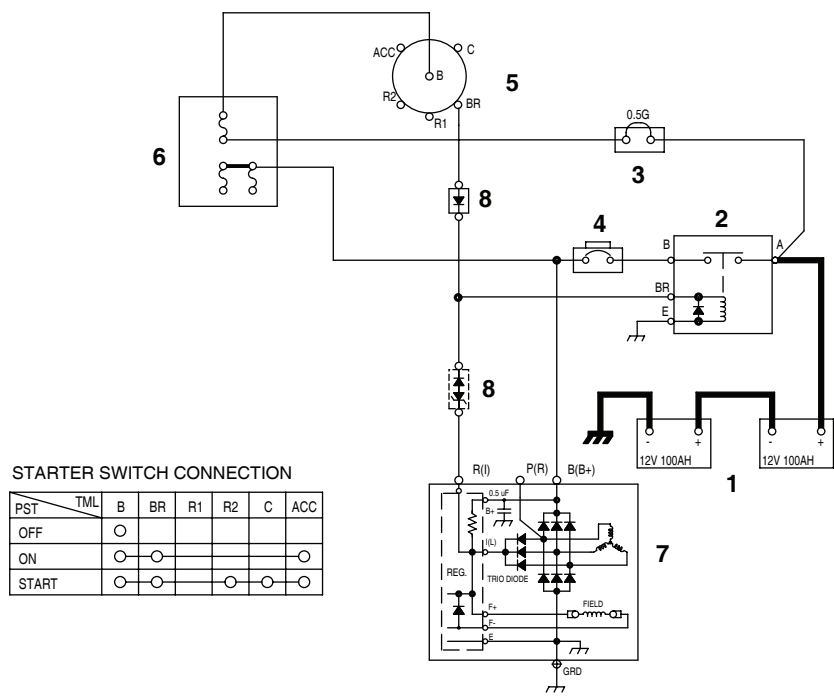 ACC
C
B
5
R2
BR
R1
6
0.5G
3
8
4
2
B
A
BR
E
8
-
+
-
+
12V 100AH
12V 100AH
1
R(I)
P(R)
B(B+)
0.5 uF
B+
I(L)
7
REG.
TRIO DIODE
F+
FIELD
F-
E
GRD
STARTER SWITCH CONNECTION
PST TML B BR R1 R2 C ACC
OFF
ON
START